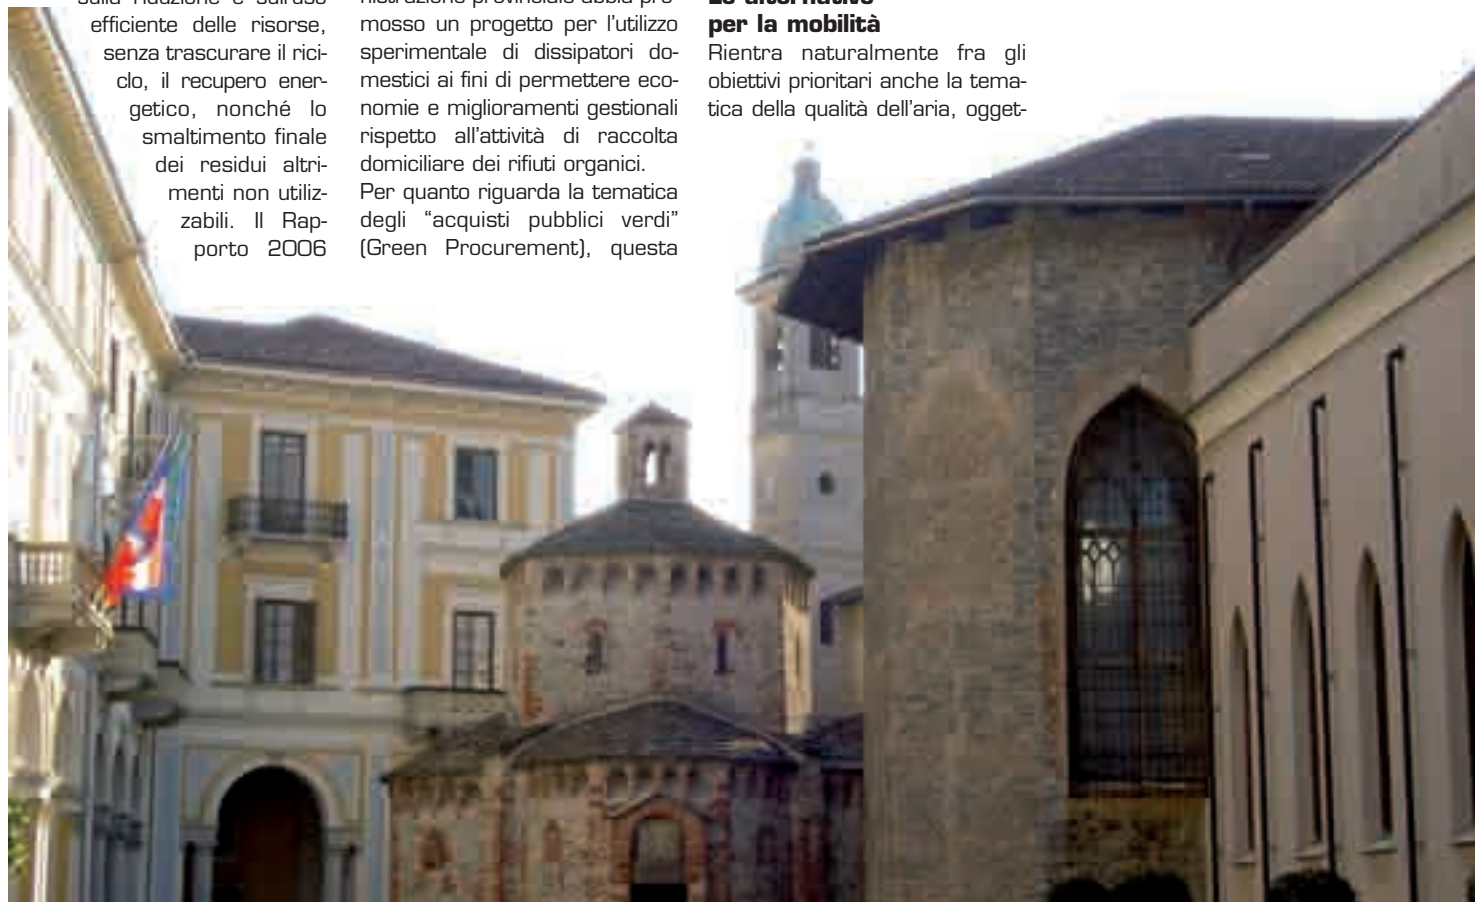 efficiente delle risorse,
senza trascurare il rici-
clo, il recupero ener-
getico, nonché lo
smaltimento finale
dei residui altri-
menti non utiliz-
zabili. Il Rap-
porto 2006
mosso un progetto per l'utilizzo
sperimentale di dissipatori do-
mestici ai fini di permettere eco-
nomie e miglioramenti gestionali
rispetto all'attività di raccolta
domiciliare dei rifiuti organici.
Per quanto riguarda la tematica
degli “acquisti pubblici verdi”
(Green Procurement), questa
per la mobilità
Rientra naturalmente fra gli
obiettivi prioritari anche la tema-
tica della qualità dell'aria, ogget-